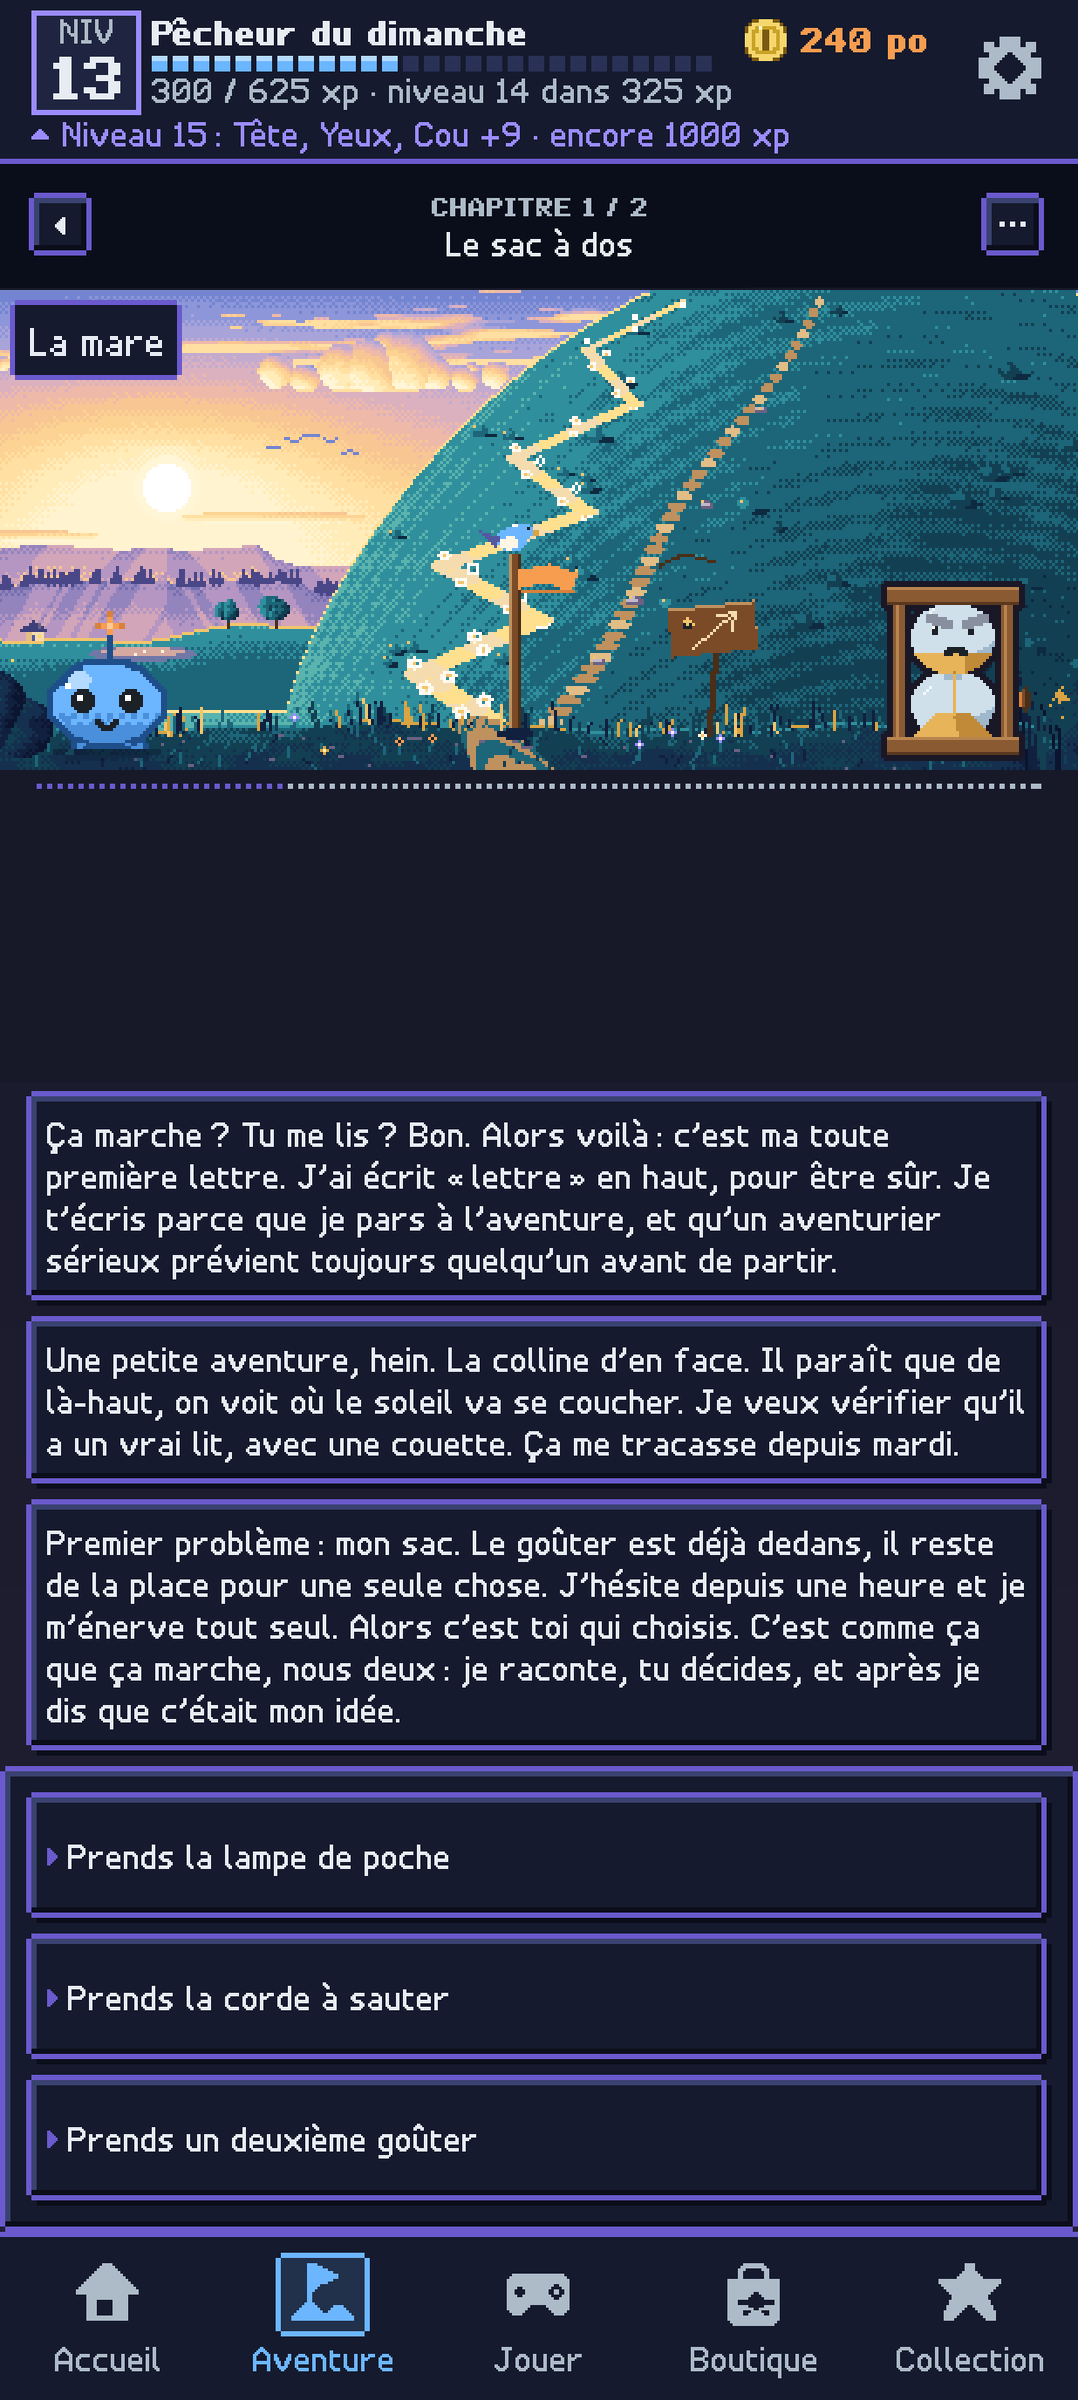 NIV
13
Pêcheur du dimanche
240 po
300 / 625 xp · niveau 14 dans 325 xp
Niveau 15 : Tête, Yeux, Cou +9 · encore 1000 xp
CHAPITRE 1 / 2
Le sac à dos
...
La mare
Ça marche ? Tu me lis ? Bon. Alors voilà : c’est ma toute
première lettre. J’ai écrit « lettre » en haut, pour être sûr. Je
t’écris parce que je pars à l’aventure, et qu’un aventurier
sérieux prévient toujours quelqu’un avant de partir.
Une petite aventure, hein. La colline d’en face. Il paraît que de
là-haut, on voit où le soleil va se coucher. Je veux vérifier qu’il
a un vrai lit, avec une couette. Ça me tracasse depuis mardi.
Premier problème : mon sac. Le goûter est déjà dedans, il reste
de la place pour une seule chose. J’hésite depuis une heure et je
m’énerve tout seul. Alors c’est toi qui choisis. C’est comme ça
que ça marche, nous deux : je raconte, tu décides, et après je
dis que c’était mon idée.
Prends la lampe de poche
Prends la corde à sauter
Prends un deuxième goûter
Accueil
Aventure
Jouer
Boutique
Collection